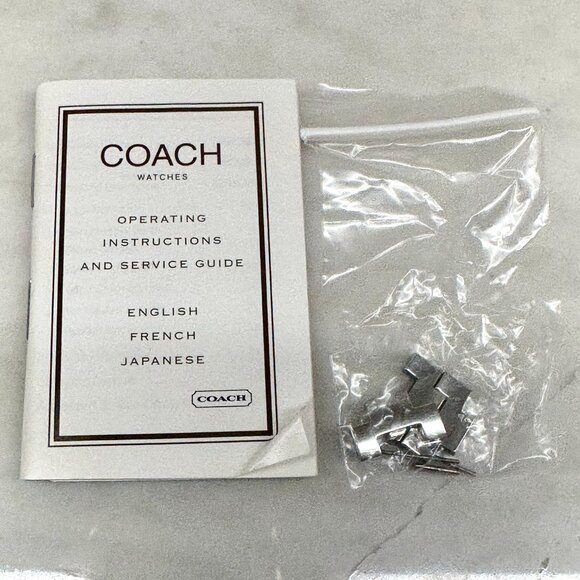 COACH
WATCHES
OPERATING
INSTRUCTIONS
AND SERVICE GUIDE
ENGLISH
FRENCH
JAPANESE
COACH